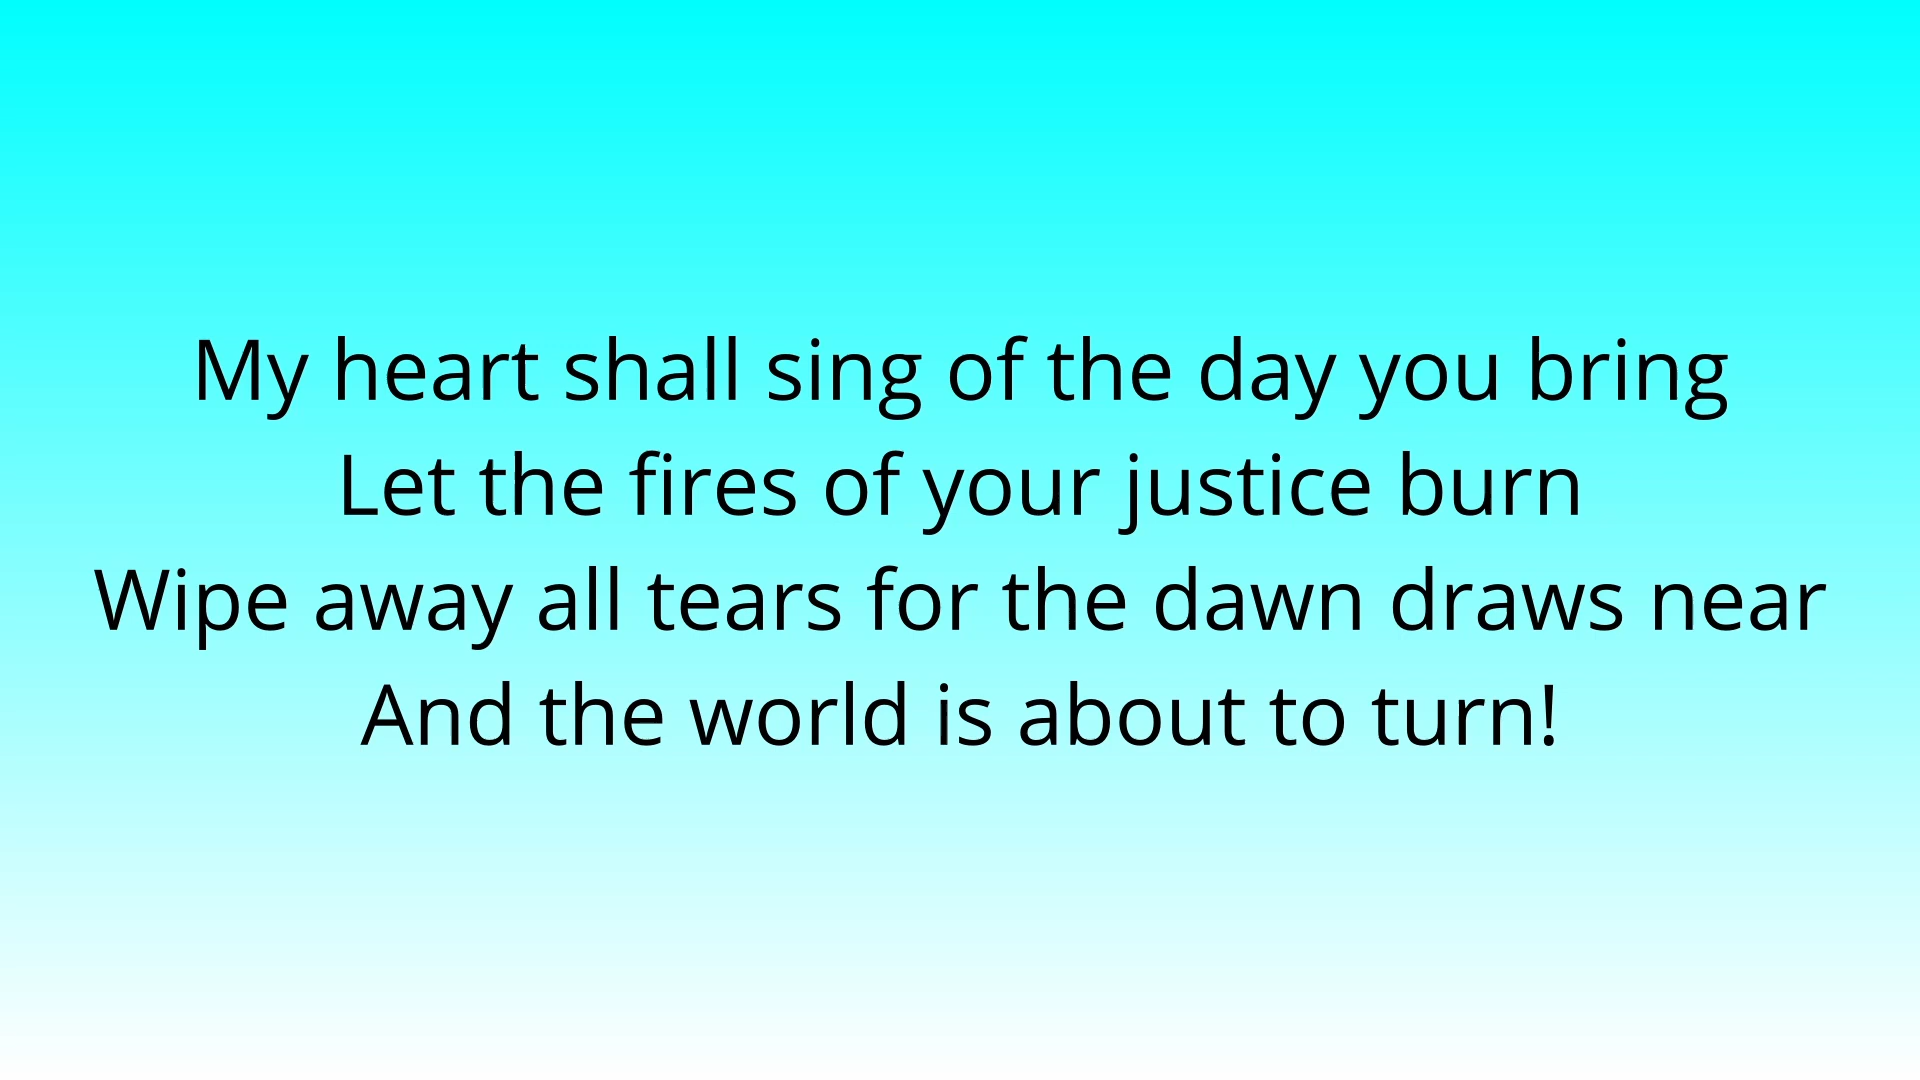 My heart shall sing of the day you bring
Let the fires of your justice burn
Wipe away all tears for the dawn draws near
And the world is about to turn!